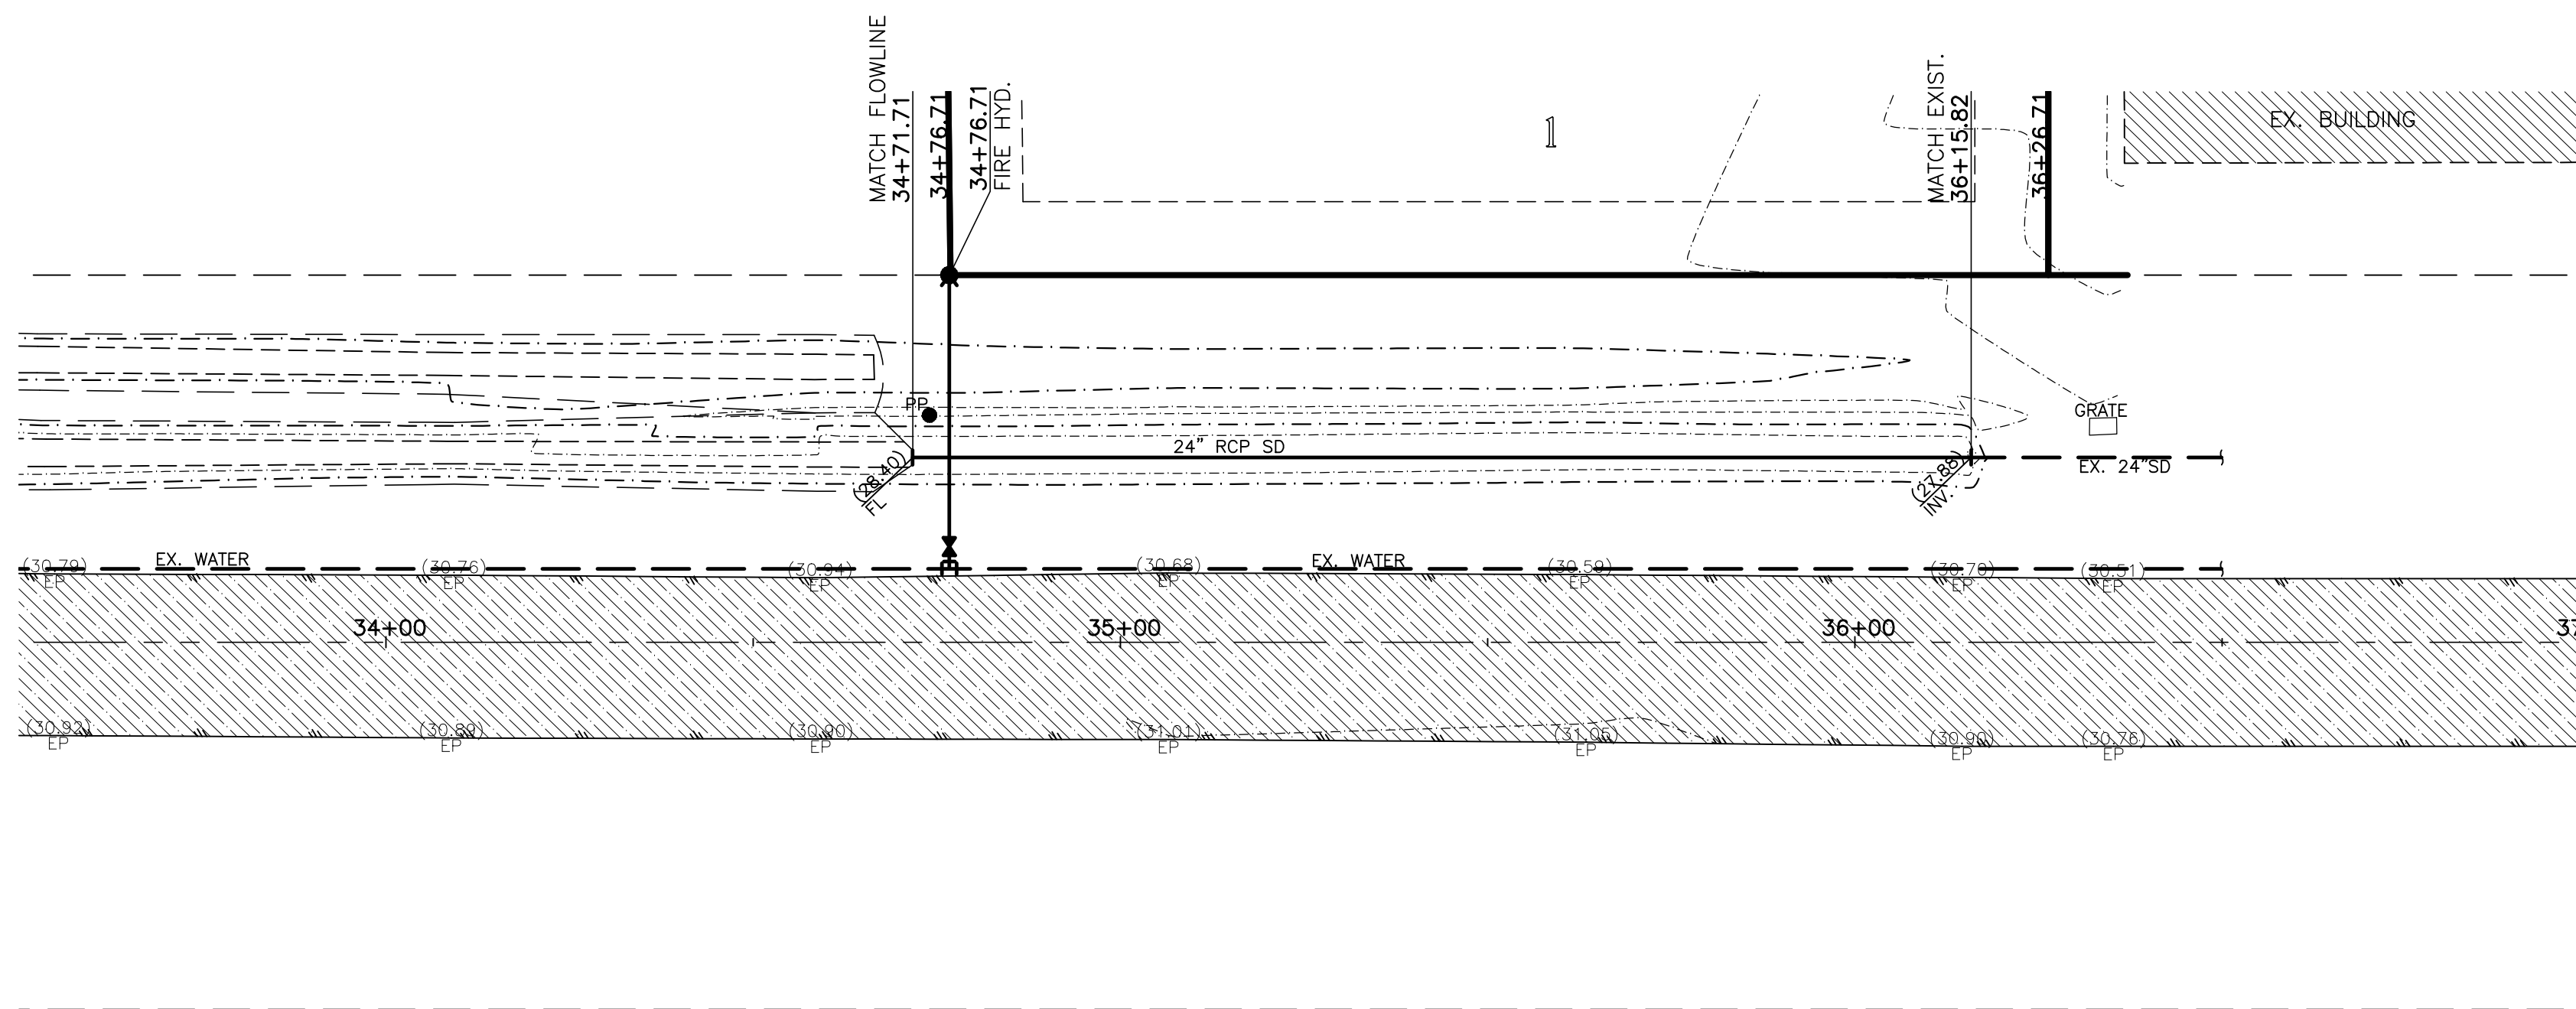 MATCH FLOWLINE
34+71.71
34+76.71
34+76.71
FIRE HYD.
1
MATCH EXIST.
36+15.82
36+26.71
EX. BUILDING
PP
GRATE
24" RCP SD
EX. 24"SD
(28.40)
FL
(27.88)
INV.
EX. WATER
EX. WATER
(30.79)
EP
(30.76)
EP
(30.94)
EP
(30.68)
EP
(30.59)
EP
(30.70)
EP
(30.51)
EP
34+00
35+00
36+00
37
(30.92)
EP
(30.89)
EP
(30.90)
EP
(31.01)
EP
(31.05)
EP
(30.90)
EP
(30.76)
EP